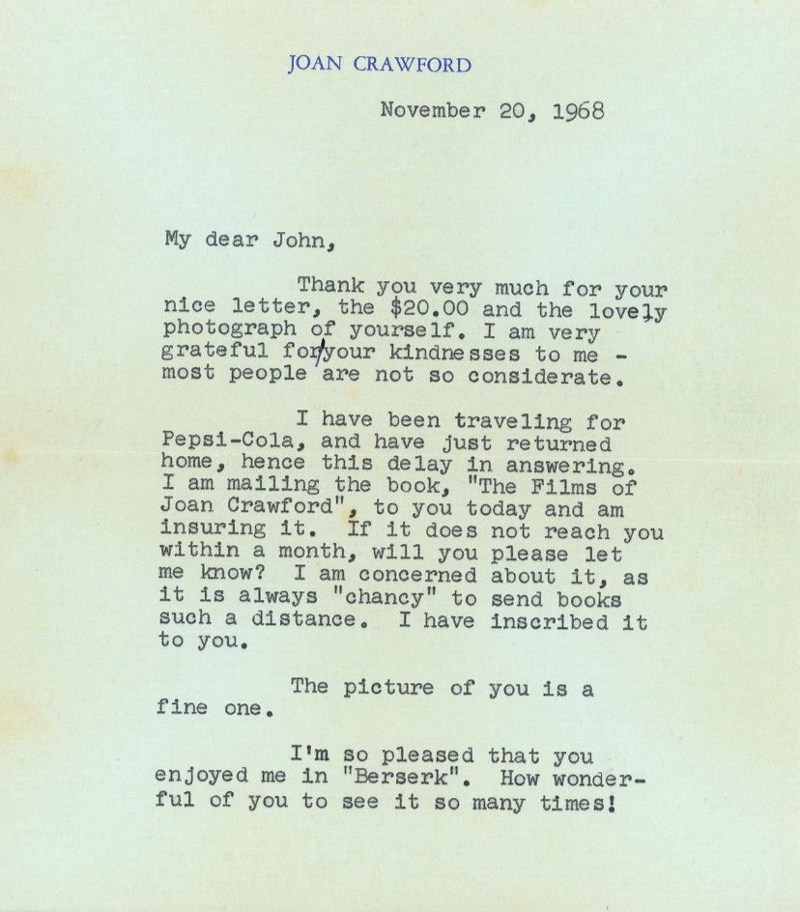 JOAN CRAWFORD
November 20, 1968
My dear John,
Thank you very much for your
nice letter, the $20.00 and the lovely
photograph of yourself. I am very
grateful for/your kindnesses to me -
most people are not so considerate.
I have been traveling for
Pepsi-Cola, and have just returned
home, hence this delay in answering.
I am mailing the book, "The Films of
Joan Crawford", to you today and am
insuring it. If it does not reach you
within a month, will you please let
me know? I am concerned about it, as
it is always "chancy" to send books
such a distance. I have inscribed it
to you.
The picture of you is a
fine one.
I'm so pleased that you
enjoyed me in "Berserk". How wonder-
ful of you to see it so many times!